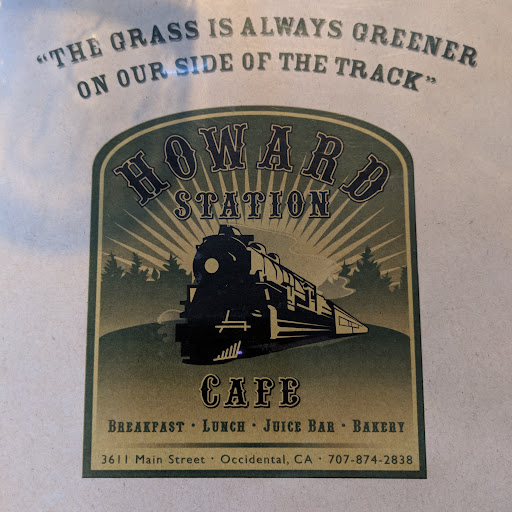 "THE GRASS IS ALWAYS GREENER
ON OUR SIDE OF THE TRACK"
HOWARD
STATION
CAFE
BREAKFAST · LUNCH · JUICE BAR · BAKERY
3611 Main Street · Occidental, CA · 707-874-2838